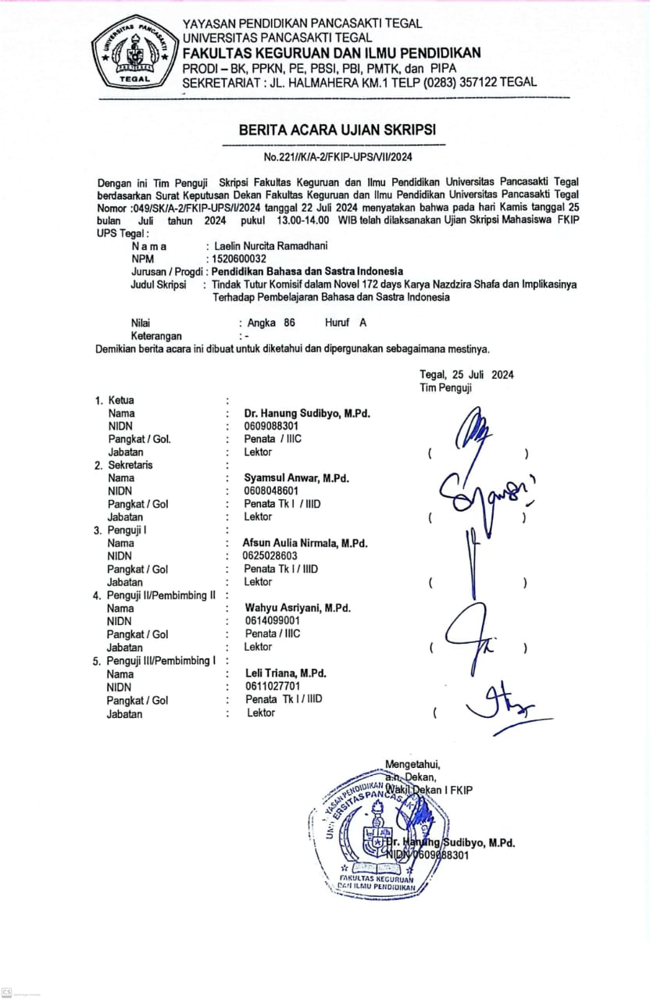 UNIVERSITAS PANCASAKTI
TEGAL
YAYASAN PENDIDIKAN PANCASAKTI TEGAL
UNIVERSITAS PANCASAKTI TEGAL
FAKULTAS KEGURUAN DAN ILMU PENDIDIKAN
PRODI – BK, PPKN, PE, PBSI, PBI, PMTK, dan PIPA
SEKRETARIAT : JL. HALMAHERA KM.1 TELP (0283) 357122 TEGAL
BERITA ACARA UJIAN SKRIPSI
No.221//K/A-2/FKIP-UPS/VII/2024
Dengan ini Tim Penguji Skripsi Fakultas Keguruan dan Ilmu Pendidikan Universitas Pancasakti Tegal
berdasarkan Surat Keputusan Dekan Fakultas Keguruan dan Ilmu Pendidikan Universitas Pancasakti Tegal
Nomor :049/SK/A-2/FKIP-UPS/I/2024 tanggal 22 Juli 2024 menyatakan bahwa pada hari Kamis tanggal 25
bulan Juli tahun 2024 pukul 13.00-14.00 WIB telah dilaksanakan Ujian Skripsi Mahasiswa FKIP
UPS Tegal :
N a m a : Laelin Nurcita Ramadhani
NPM : 1520600032
Jurusan / Progdi : Pendidikan Bahasa dan Sastra Indonesia
Judul Skripsi : Tindak Tutur Komisif dalam Novel 172 days Karya Nazdzira Shafa dan Implikasinya
Terhadap Pembelajaran Bahasa dan Sastra Indonesia
Nilai : Angka 86 Huruf A
Keterangan : -
Demikian berita acara ini dibuat untuk diketahui dan dipergunakan sebagaimana mestinya.
Tegal, 25 Juli 2024
Tim Penguji
1. Ketua :
Nama : Dr. Hanung Sudibyo, M.Pd.
NIDN : 0609088301
Pangkat / Gol. : Penata / IIIC
Jabatan : Lektor ( )
2. Sekretaris :
Nama : Syamsul Anwar, M.Pd.
NIDN : 0608048601
Pangkat / Gol : Penata Tk I / IIID
Jabatan : Lektor ( )
3. Penguji I :
Nama : Afsun Aulia Nirmala, M.Pd.
NIDN : 0625028603
Pangkat / Gol : Penata Tk I / IIID
Jabatan : Lektor ( )
4. Penguji II/Pembimbing II :
Nama : Wahyu Asriyani, M.Pd.
NIDN : 0614099001
Pangkat / Gol : Penata / IIIC
Jabatan : Lektor ( )
5. Penguji III/Pembimbing I :
Nama : Leli Triana, M.Pd.
NIDN : 0611027701
Pangkat / Gol : Penata Tk I / IIID
Jabatan : Lektor (
Mengetahui,
a.n. Dekan,
Wakil Dekan I FKIP
YAYASAN PENDIDIKAN
UNIVERSITAS PANCASAKTI
Dr. Hanung Sudibyo, M.Pd.
NIDN 0609088301
FAKULTAS KEGURUAN
DAN ILMU PENDIDIKAN
CS